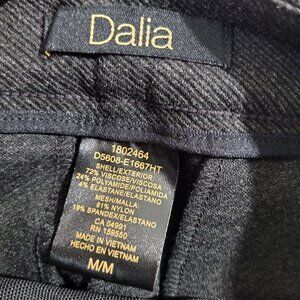 Dalia
1802464
D5608-E1667HT
SHELL/EXTERIOR:
72% VISCOSE/VISCOSA
24% POLYAMIDE/POLIAMIDA
4% ELASTANE/ELASTANO
MESH/MALLA:
81% NYLON
19% SPANDEX/ELASTANO
CA 04991
RN 159550
MADE IN VIETNAM
HECHO EN VIETNAM
M/M